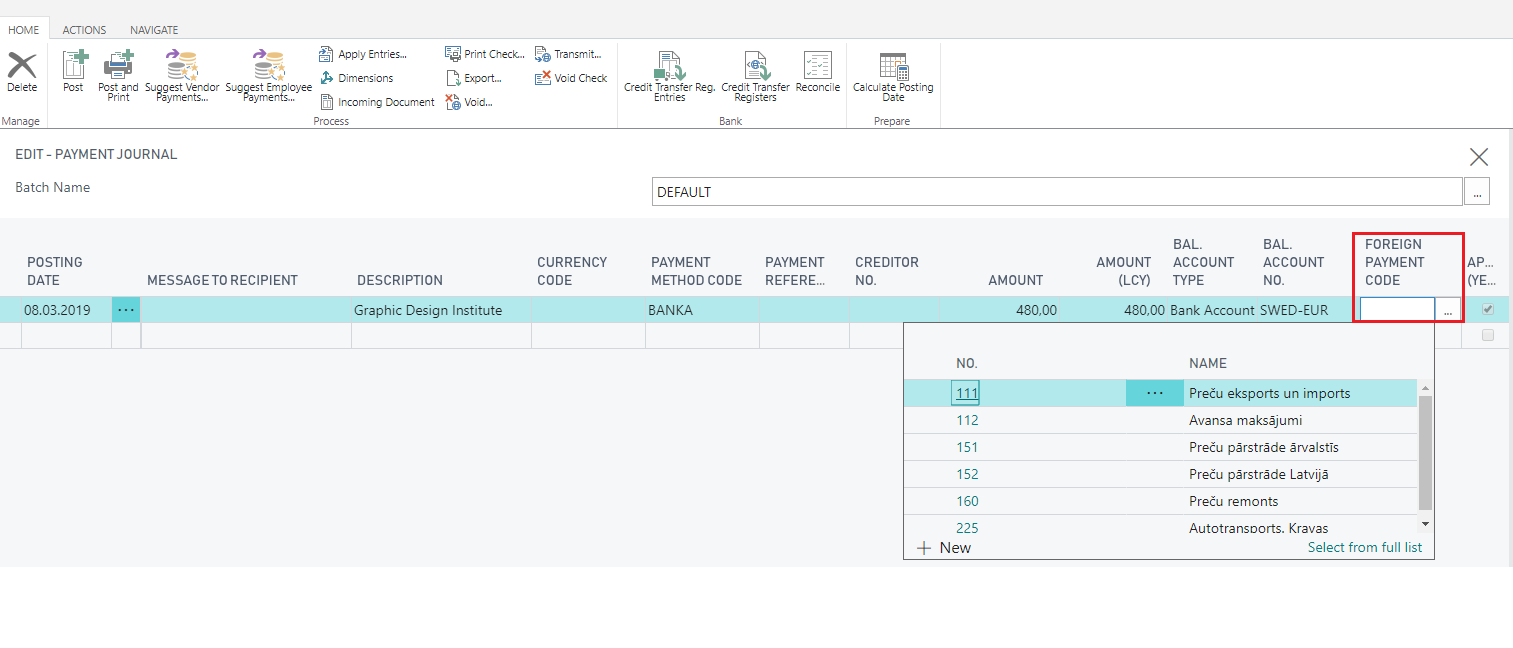 HOME ACTIONS NAVIGATE
Delete
Manage
Post
Post and
Print
Suggest Vendor
Payments...
Suggest Employee
Payments...
Apply Entries...
Dimensions
Incoming Document
Print Check...
Export...
Void...
Transmit...
Void Check
Process
Credit Transfer Reg.
Entries
Credit Transfer
Registers
Reconcile
Bank
Calculate Posting
Date
Prepare
EDIT - PAYMENT JOURNAL
Batch Name
DEFAULT
...
POSTING
DATE
MESSAGE TO RECIPIENT
DESCRIPTION
CURRENCY
CODE
PAYMENT
METHOD CODE
PAYMENT
REFERE...
CREDITOR
NO.
AMOUNT
AMOUNT
(LCY)
BAL.
ACCOUNT
TYPE
BAL.
ACCOUNT
NO.
FOREIGN
PAYMENT
CODE
AP...
(YE...
08.03.2019 ... Graphic Design Institute BANKA 480,00 480,00 Bank Account SWED-EUR ...
NO. NAME
111 ... Preču eksports un imports
112 Avansa maksājumi
151 Preču pārstrāde ārvalstīs
152 Preču pārstrāde Latvijā
160 Preču remonts
225 Autotransports. Kravas
New Select from full list